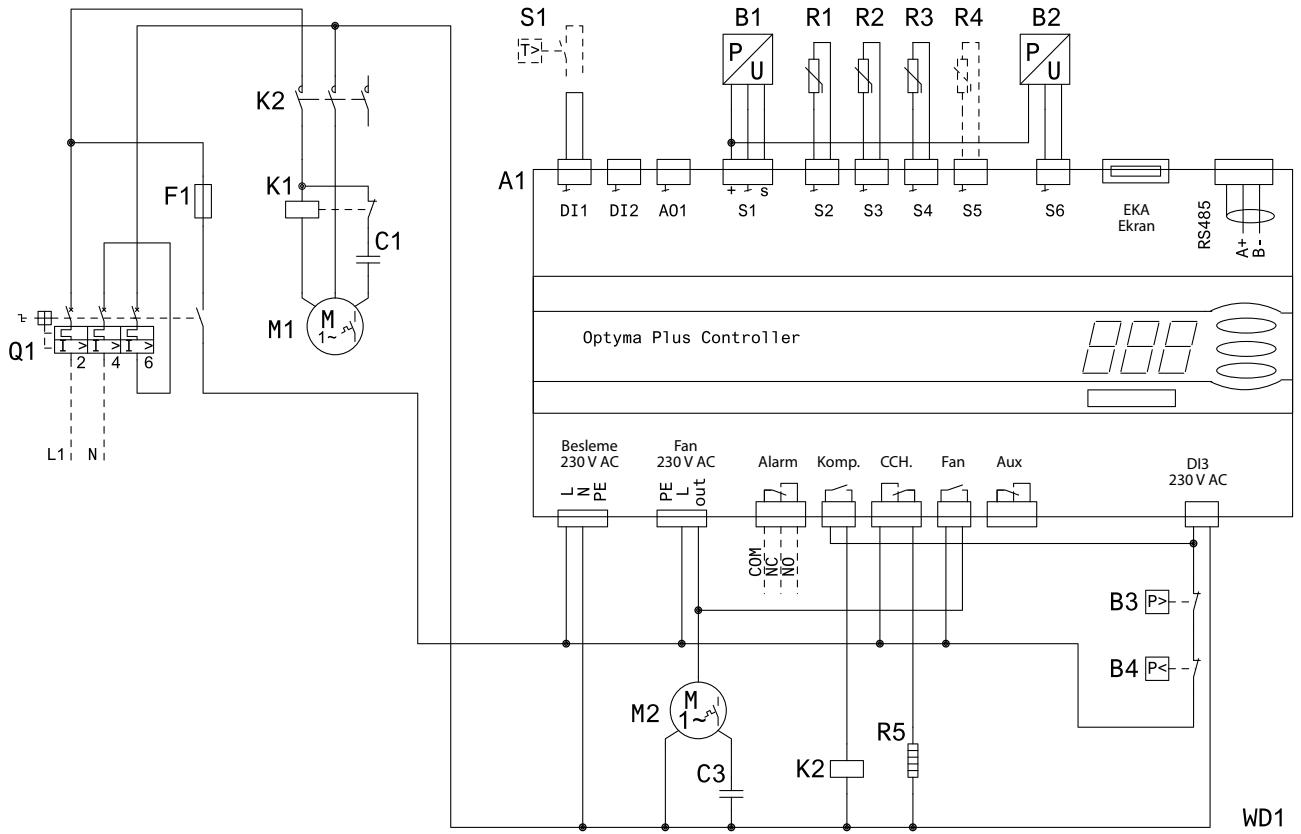 S1 B1 R1 R2 R3 R4 B2
T> P U P U
K2
A1
F1 K1
+ s
DI1 DI2 AO1 S1 S2 S3 S4 S5 S6 EKA Ekran RS485 A+ B-
C1
M1 M 1~
Q1 I > I > I >
2 4 6
Optyma Plus Controller
L1 N
Besleme 230 V AC
Fan 230 V AC
Alarm Komp. CCH. Fan Aux
DI3 230 V AC
L N PE PE L out
COM NC NO
B3 P>
B4 P<
M2 M 1~
R5
C3 K2
WD1